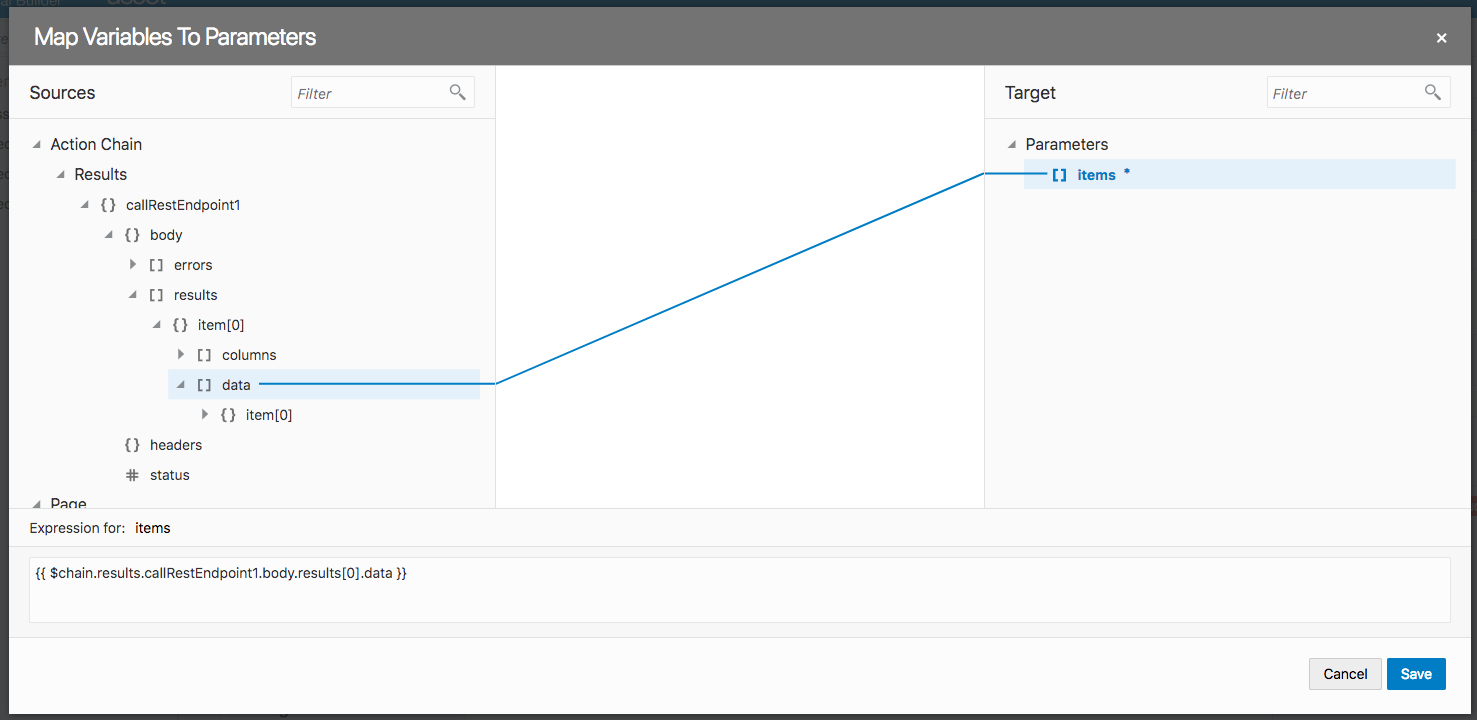 Map Variables To Parameters
×
Sources
Filter
Action Chain
Results
{} callRestEndpoint1
{} body
[] errors
[] results
{} item[0]
[] columns
[] data
{} item[0]
{} headers
# status
Page
Target
Filter
Parameters
[] items *
Expression for: items
{{ $chain.results.callRestEndpoint1.body.results[0].data }}
Cancel
Save